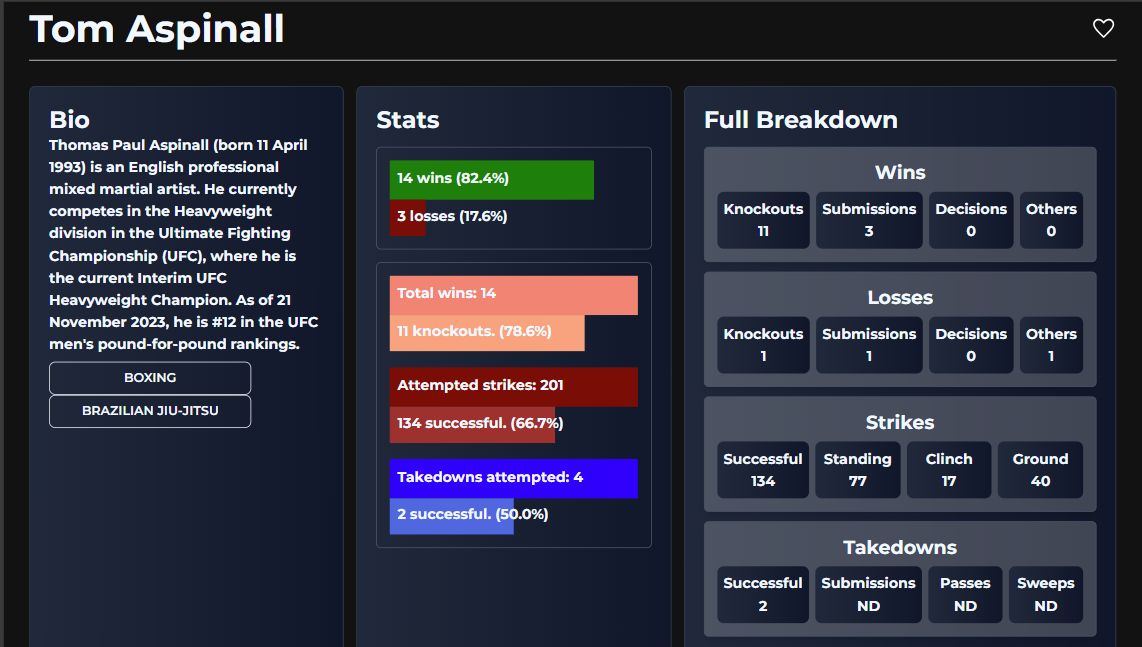 Tom Aspinall
Bio
Thomas Paul Aspinall (born 11 April
1993) is an English professional
mixed martial artist. He currently
competes in the Heavyweight
division in the Ultimate Fighting
Championship (UFC), where he is
the current Interim UFC
Heavyweight Champion. As of 21
November 2023, he is #12 in the UFC
men's pound-for-pound rankings.
BOXING
BRAZILIAN JIU-JITSU
Stats
14 wins (82.4%)
3 losses (17.6%)
Total wins: 14
11 knockouts. (78.6%)
Attempted strikes: 201
134 successful. (66.7%)
Takedowns attempted: 4
2 successful. (50.0%)
Full Breakdown
Wins
Knockouts Submissions Decisions Others
11 3 0 0
Losses
Knockouts Submissions Decisions Others
1 1 0 1
Strikes
Successful Standing Clinch Ground
134 77 17 40
Takedowns
Successful Submissions Passes Sweeps
2 ND ND ND